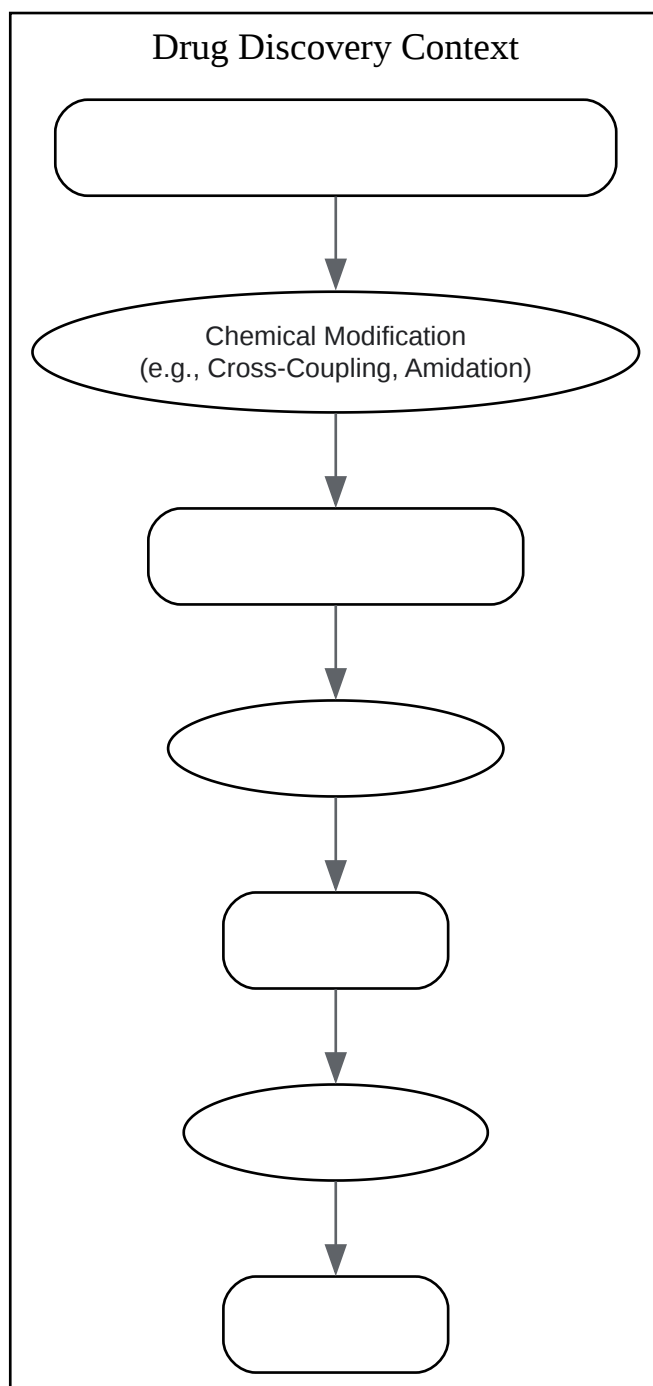 Drug Discovery Context
Chemical Modification
(e.g., Cross-Coupling, Amidation)